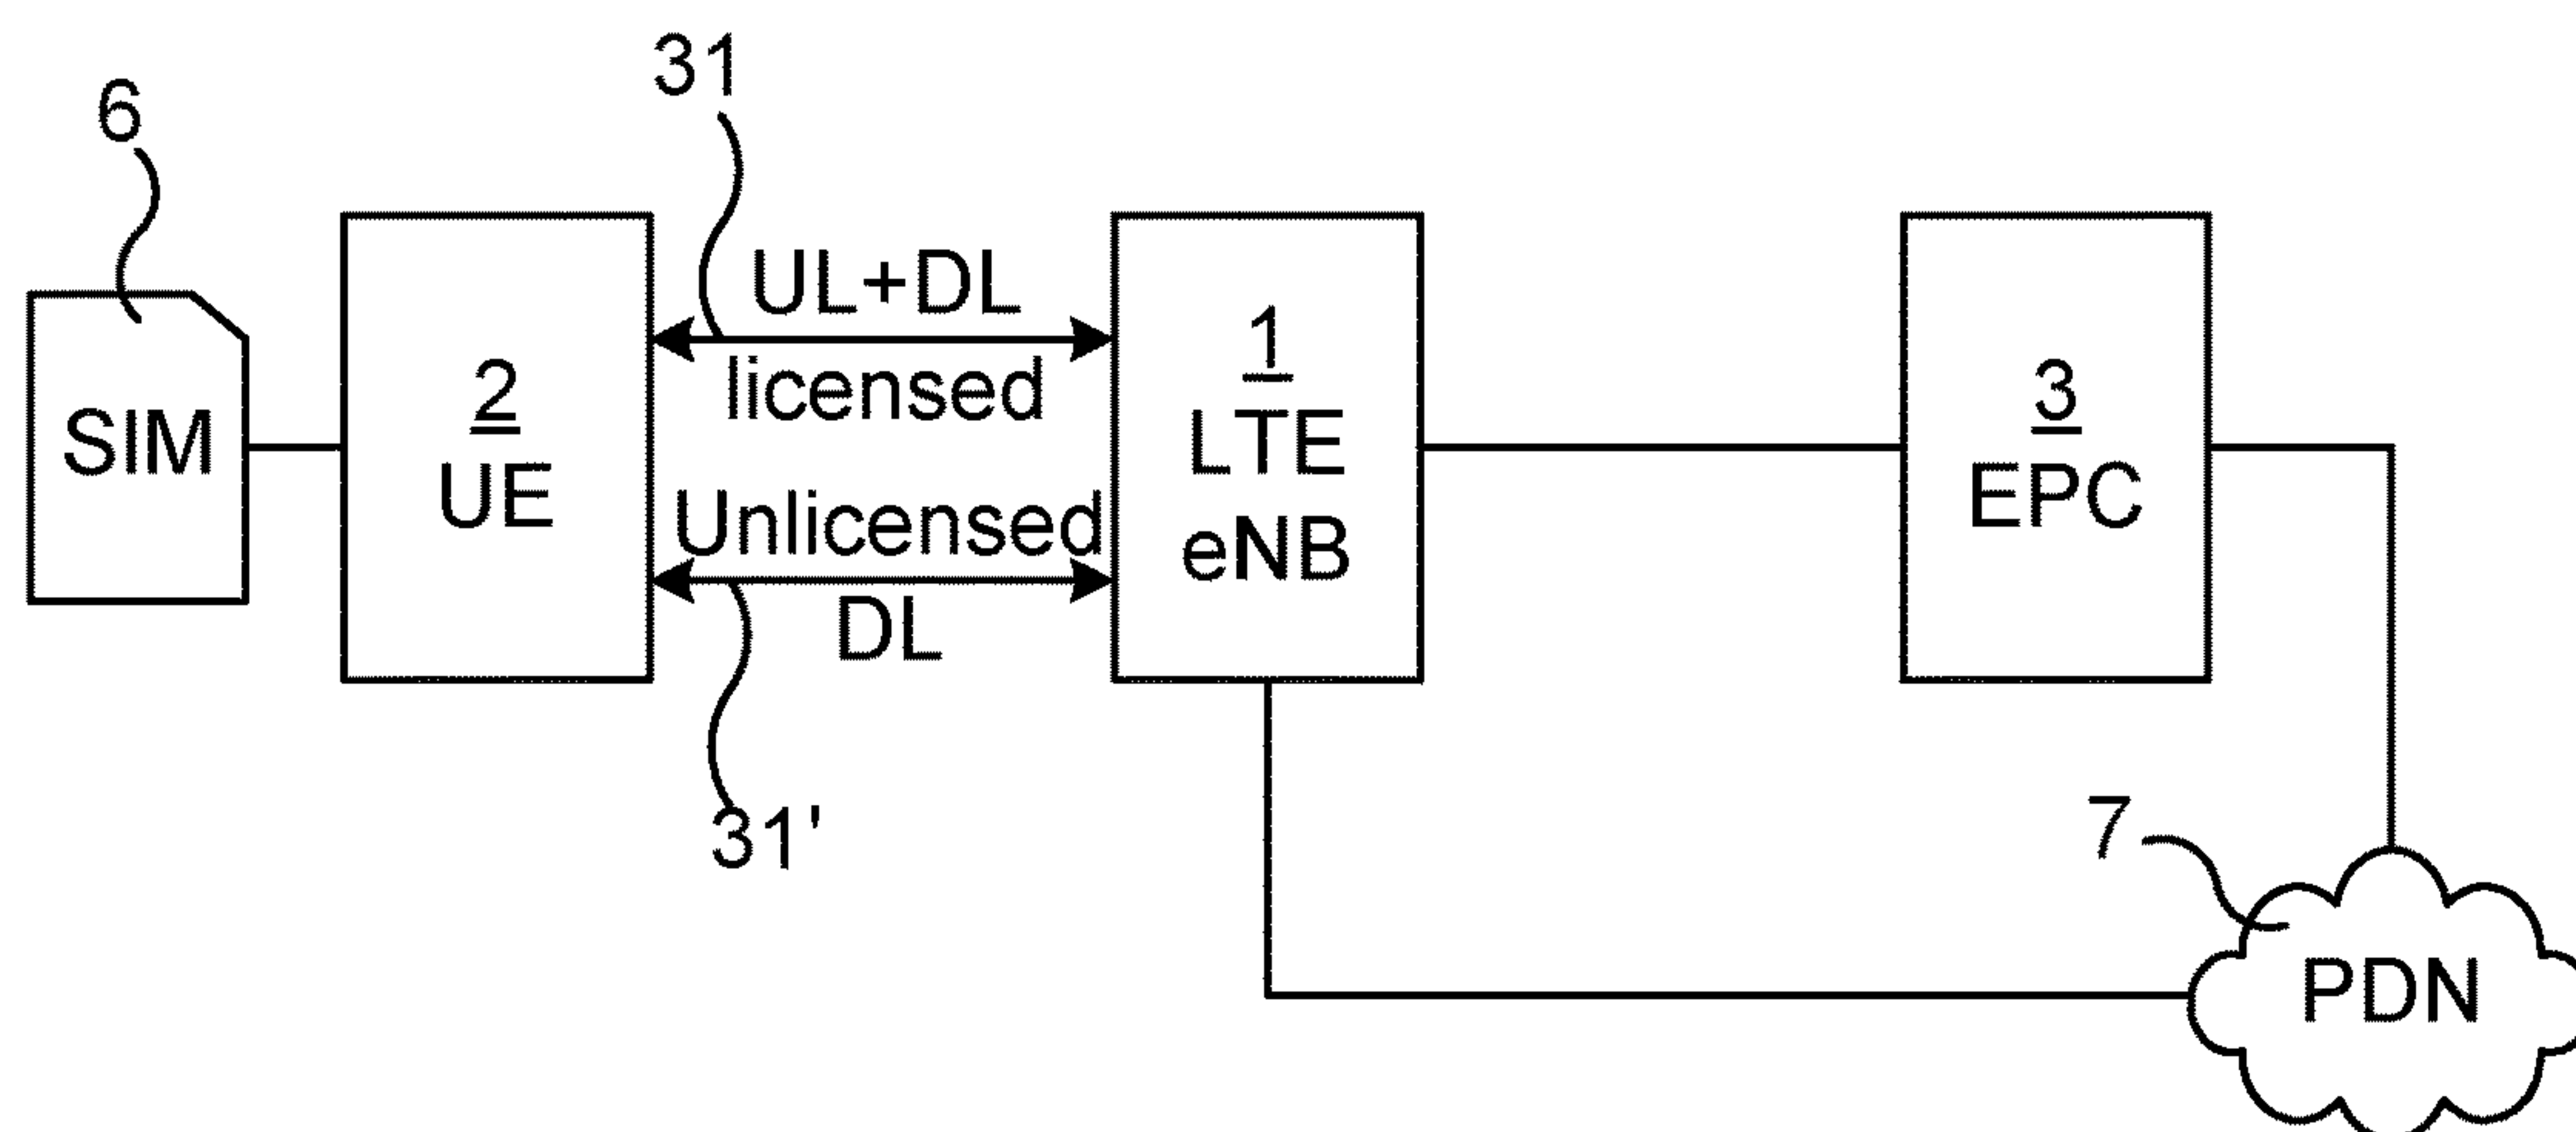 31
6
UL+DL
licensed
SIM
2
UE
Unlicensed
DL
31'
1
LTE
eNB
3
EPC
7
PDN